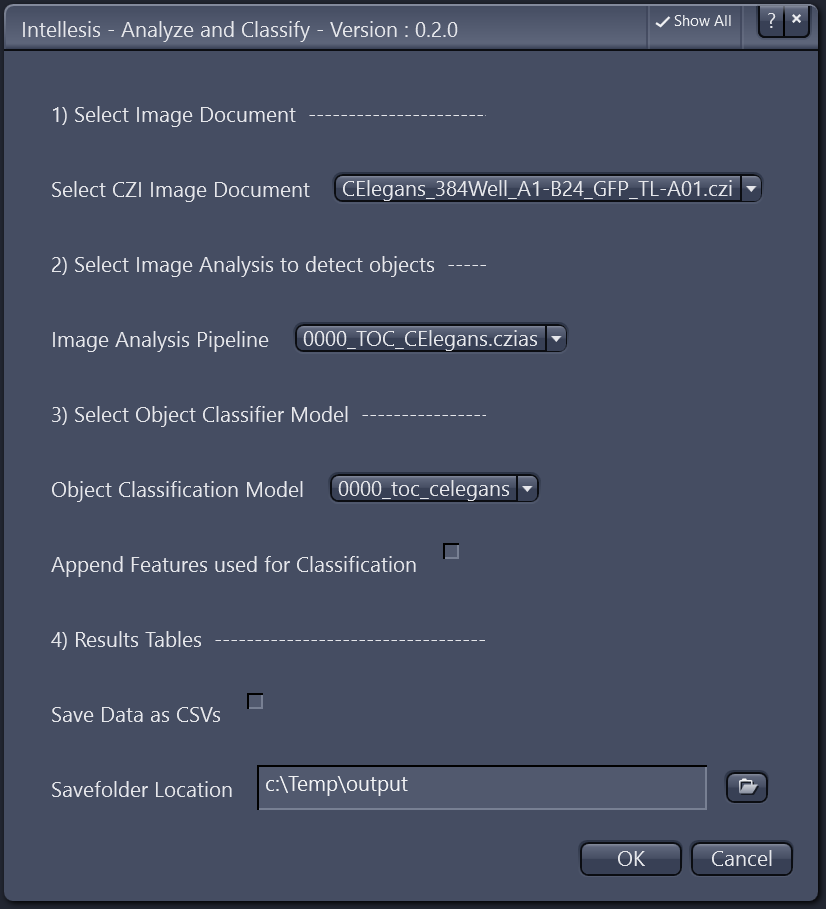 Intellesis - Analyze and Classify - Version : 0.2.0
Show All
?
×
1) Select Image Document ----------------------
Select CZI Image Document CElegans_384Well_A1-B24_GFP_TL-A01.czi
2) Select Image Analysis to detect objects -----
Image Analysis Pipeline 0000_TOC_CElegans.czias
3) Select Object Classifier Model ----------------
Object Classification Model 0000_toc_celegans
Append Features used for Classification
4) Results Tables ----------------------------------
Save Data as CSVs
Savefolder Location c:\Temp\output
OK Cancel